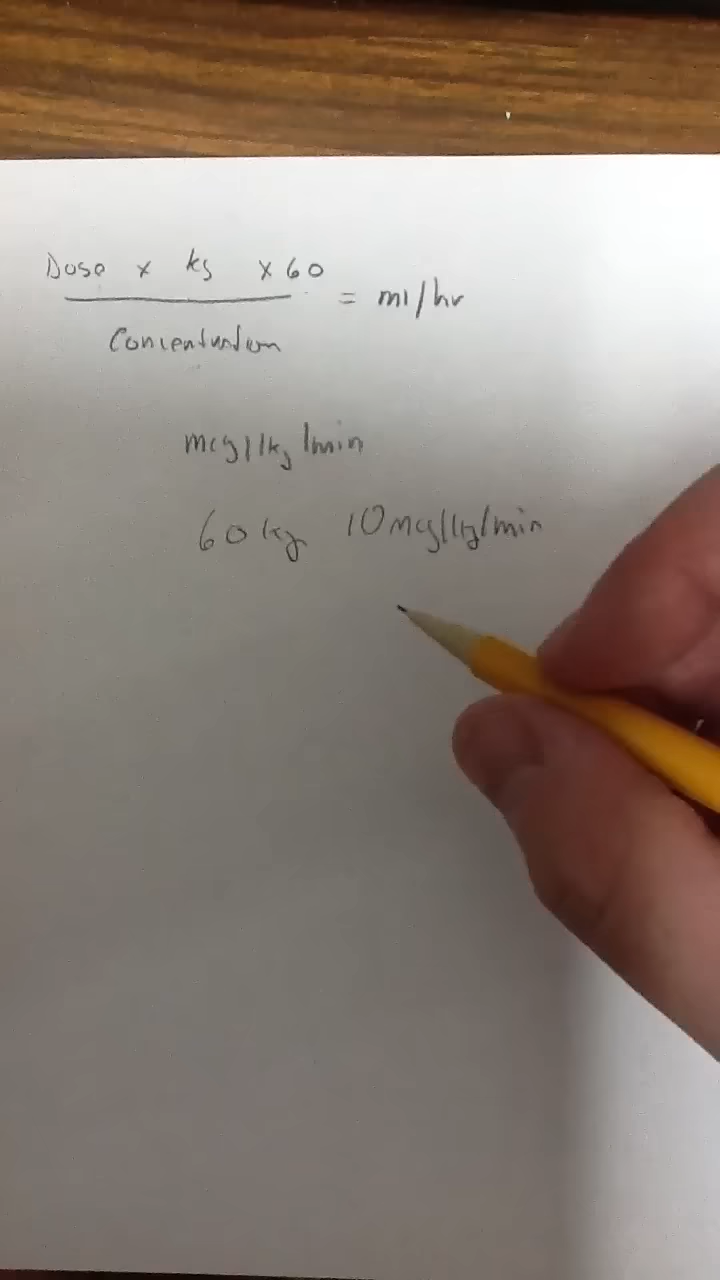 Dose x kg x 60
= ml/hr
Concentration
mcg/kg/min
60 kg 10 mcg/kg/min